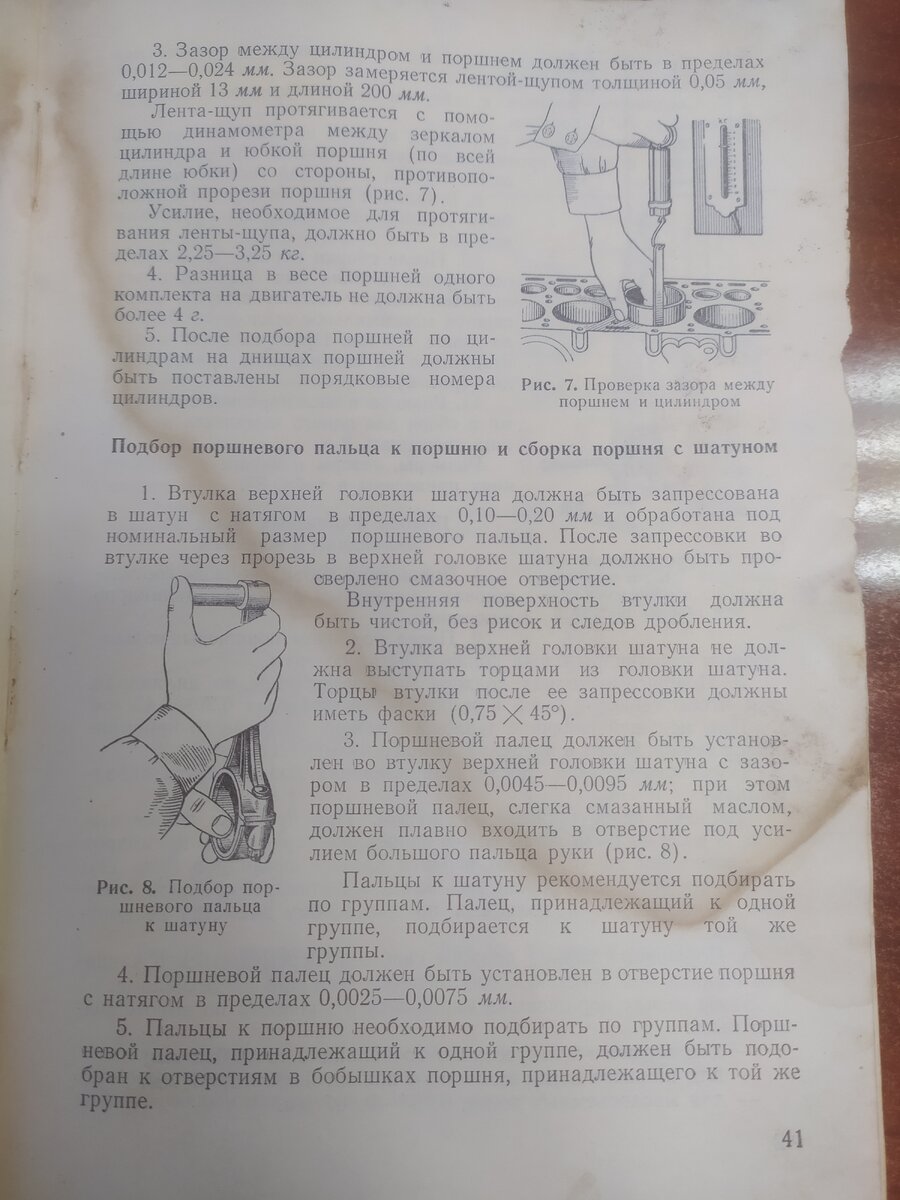 3. Зазор между цилиндром и поршнем должен быть в пределах
0,012—0,024 мм. Зазор замеряется лентой-щупом толщиной 0,05 мм,
шириной 13 мм и длиной 200 мм.
Лента-щуп протягивается с помо-
щью динамометра между зеркалом
цилиндра и юбкой поршня (по всей
длине юбки) со стороны, противопо-
ложной прорези поршня (рис. 7).
Усилие, необходимое для протяги-
вания ленты-щупа, должно быть в пре-
делах 2,25—3,25 кг.
4. Разница в весе поршней одного
комплекта на двигатель не должна быть
более 4 г.
5. После подбора поршней по ци-
линдрам на днищах поршней должны
быть поставлены порядковые номера
цилиндров.
кг
Рис. 7. Проверка зазора между
поршнем и цилиндром
Подбор поршневого пальца к поршню и сборка поршня с шатуном
1. Втулка верхней головки шатуна должна быть запрессована
в шатун с натягом в пределах 0,10—0,20 мм и обработана под
номинальный размер поршневого пальца. После запрессовки во
втулке через прорезь в верхней головке шатуна должно быть про-
сверлено смазочное отверстие.
Внутренняя поверхность втулки должна
быть чистой, без рисок и следов дробления.
2. Втулка верхней головки шатуна не дол-
жна выступать торцами из головки шатуна.
Торцы втулки после ее запрессовки должны
иметь фаски (0,75 × 45°).
3. Поршневой палец должен быть установ-
лен во втулку верхней головки шатуна с зазо-
ром в пределах 0,0045—0,0095 мм; при этом
поршневой палец, слегка смазанный маслом,
должен плавно входить в отверстие под уси-
лием большого пальца руки (рис. 8).
Рис. 8. Подбор пор-
шневого пальца
к шатуну
Пальцы к шатуну рекомендуется подбирать
по группам. Палец, принадлежащий к одной
группе, подбирается к шатуну той же
группы.
4. Поршневой палец должен быть установлен в отверстие поршня
с натягом в пределах 0,0025—0,0075 мм.
5. Пальцы к поршню необходимо подбирать по группам. Порш-
невой палец, принадлежащий к одной группе, должен быть подо-
бран к отверстиям в бобышках поршня, принадлежащего к той же
группе.
41